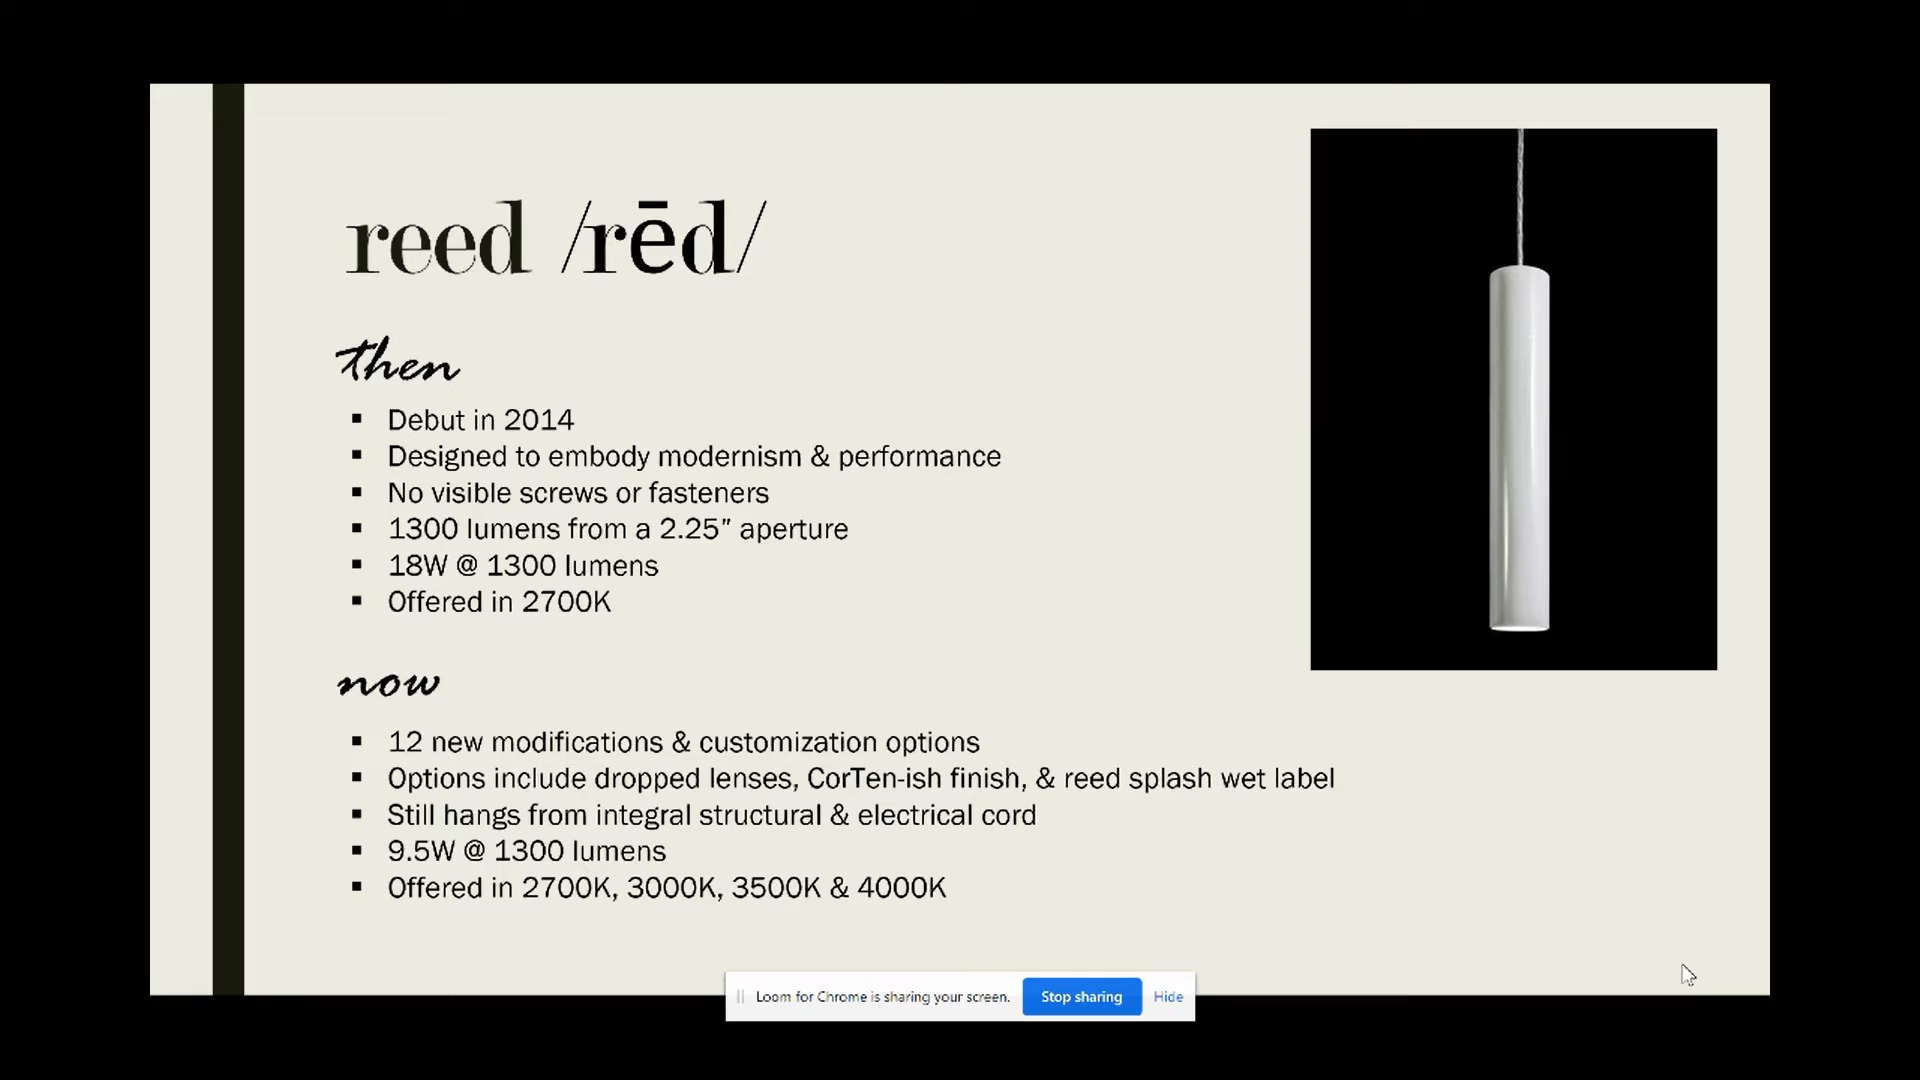 reed /rēd/
then
▪ Debut in 2014
▪ Designed to embody modernism & performance
▪ No visible screws or fasteners
▪ 1300 lumens from a 2.25” aperture
▪ 18W @ 1300 lumens
▪ Offered in 2700K
now
▪ 12 new modifications & customization options
▪ Options include dropped lenses, CorTen-ish finish, & reed splash wet label
▪ Still hangs from integral structural & electrical cord
▪ 9.5W @ 1300 lumens
▪ Offered in 2700K, 3000K, 3500K & 4000K
Loom for Chrome is sharing your screen. Stop sharing Hide